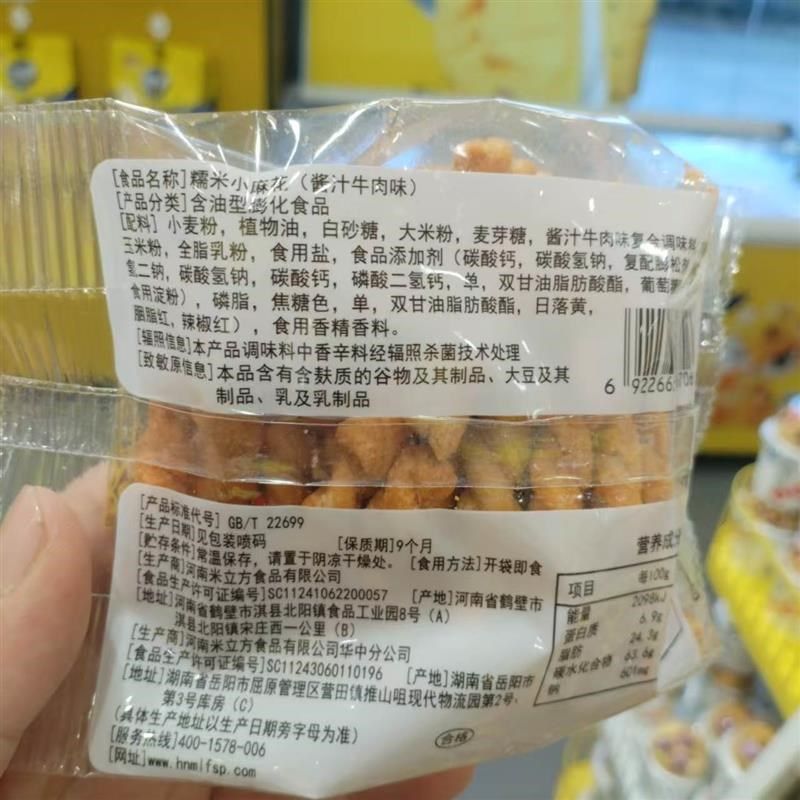 [食品名称]糯米小麻花（酱汁牛肉味）
[产品分类]含油型膨化食品
[配料]小麦粉，植物油，白砂糖，大米粉，麦芽糖，酱汁牛肉味复合调味料
玉米粉，全脂乳粉，食用盐，食品添加剂（碳酸钙，碳酸氢钠，复配膨松剂
氢二钠，碳酸氢钠，碳酸钙，磷酸二氢钙，单，双甘油脂肪酸酯，葡萄
食用淀粉），磷脂，焦糖色，单，双甘油脂肪酸酯，日落黄，
胭脂红，辣椒红），食用香精香料。
[辐照信息]本产品调味料中香辛料经辐照杀菌技术处理
[致敏原信息]本品含有含麸质的谷物及其制品、大豆及其
制品、乳及乳制品
6 92266
[产品标准代号] GB/T 22699
[生产日期]见包装喷码 [保质期]9个月
[贮存条件]常温保存，请置于阴凉干燥处。 [食用方法]开袋即食
[生产商]河南米立方食品有限公司
[食品生产许可证编号]SC11241062200057 [产地]河南省鹤壁市
[地址]河南省鹤壁市淇县北阳镇食品工业园8号（A）
淇县北阳镇宋庄西一公里（B）
[生产商]河南米立方食品有限公司华中分公司
[食品生产许可证编号]SC11243060110196 [产地]湖南省岳阳市
[地址]湖南省岳阳市屈原管理区营田镇推山咀现代物流园第2号、
第3号库房（C）
（具体生产地址以生产日期旁字母为准）
[服务热线]400-1578-006
[网址]www.hnmlfsp.com
合格
营养成分
项目 每100g
能量 2098kJ
蛋白质 6.9g
脂肪 24.3g
碳水化合物 63.6g
钠 601mg